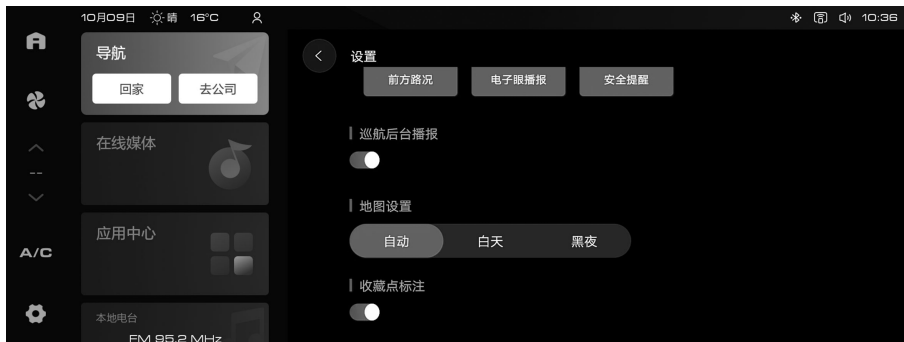 10月09日 晴 16°C
10:36
导航
回家 去公司
在线媒体
应用中心
本地电台
FM 95.2 MHz
A/C
--
设置
前方路况 电子眼播报 安全提醒
巡航后台播报
地图设置
自动 白天 黑夜
收藏点标注